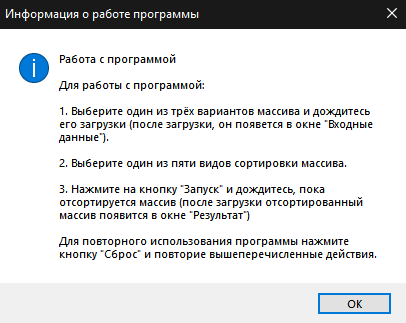 Информация о работе программы
Работа с программой
Для работы с программой:
1. Выберите один из трёх вариантов массива и дождитесь
его загрузки (после загрузки, он появется в окне "Входные
данные").
2. Выберите один из пяти видов сортировки массива.
3. Нажмите на кнопку "Запуск" и дождитесь, пока
отсортируется массив (после загрузки отсортированный
массив появится в окне "Результат")
Для повторного использования программы нажмите
кнопку "Сброс" и повторие вышеперечисленные действия.
ОК